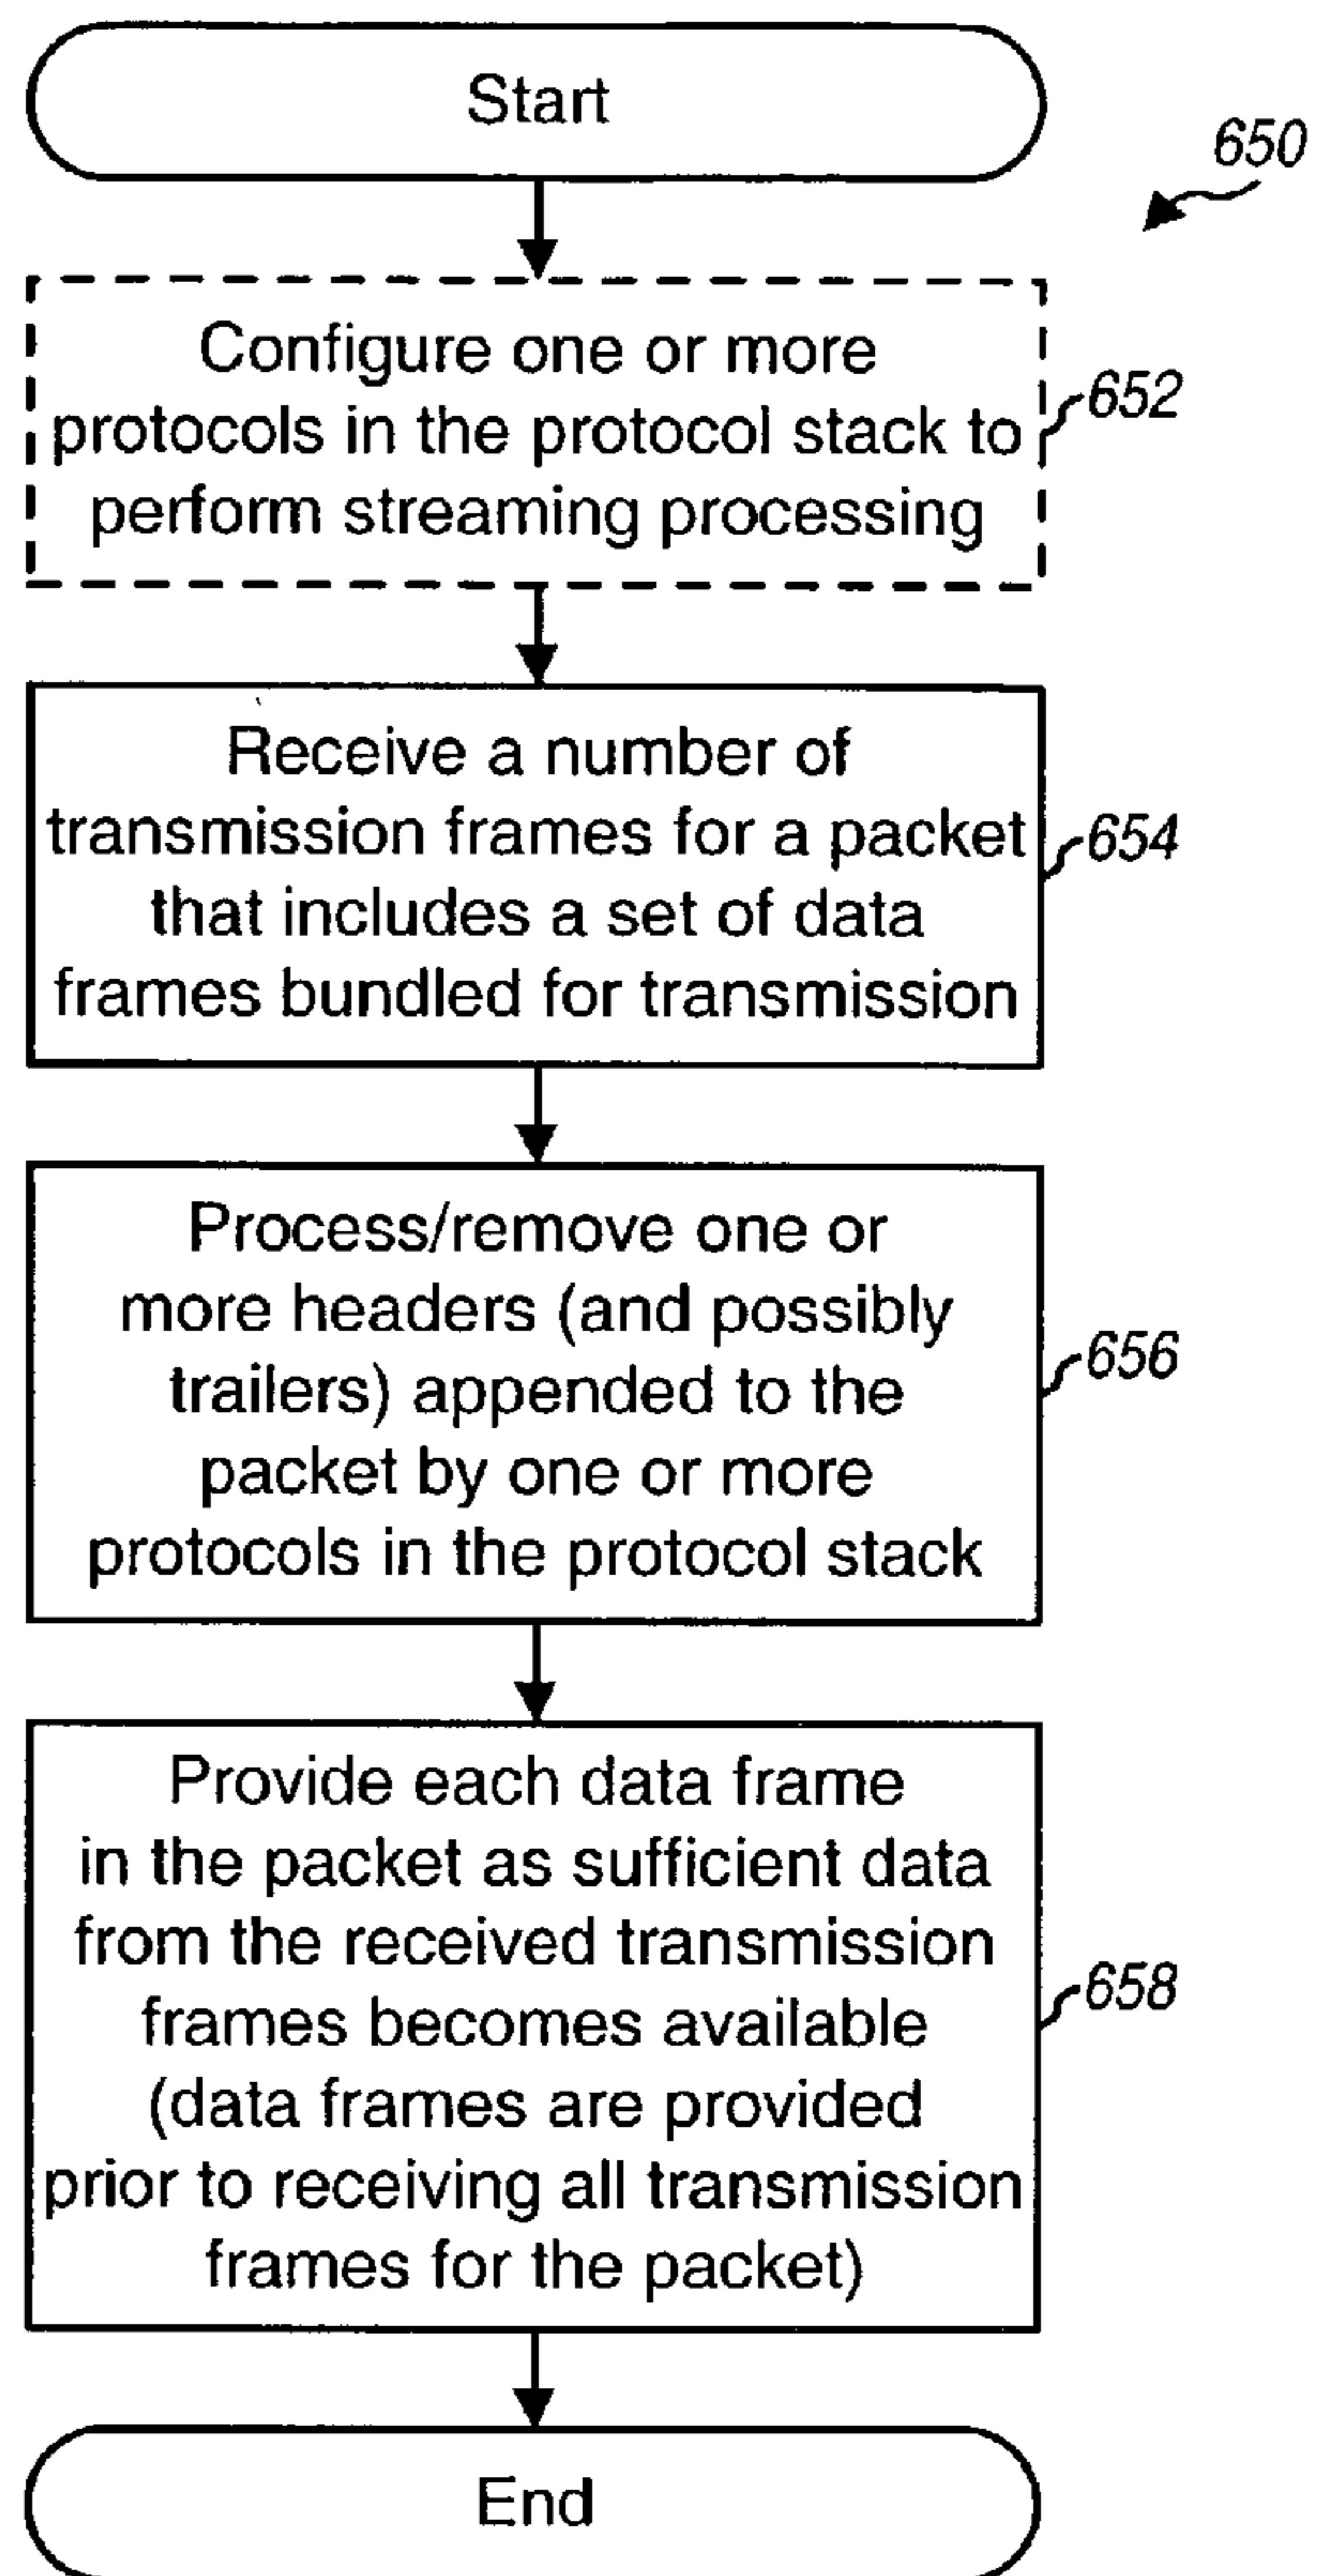 Start
650
Configure one or more
protocols in the protocol stack to
perform streaming processing
652
Receive a number of
transmission frames for a packet
that includes a set of data
frames bundled for transmission
654
Process/remove one or
more headers (and possibly
trailers) appended to the
packet by one or more
protocols in the protocol stack
656
Provide each data frame
in the packet as sufficient data
from the received transmission
frames becomes available
(data frames are provided
prior to receiving all transmission
frames for the packet)
658
End